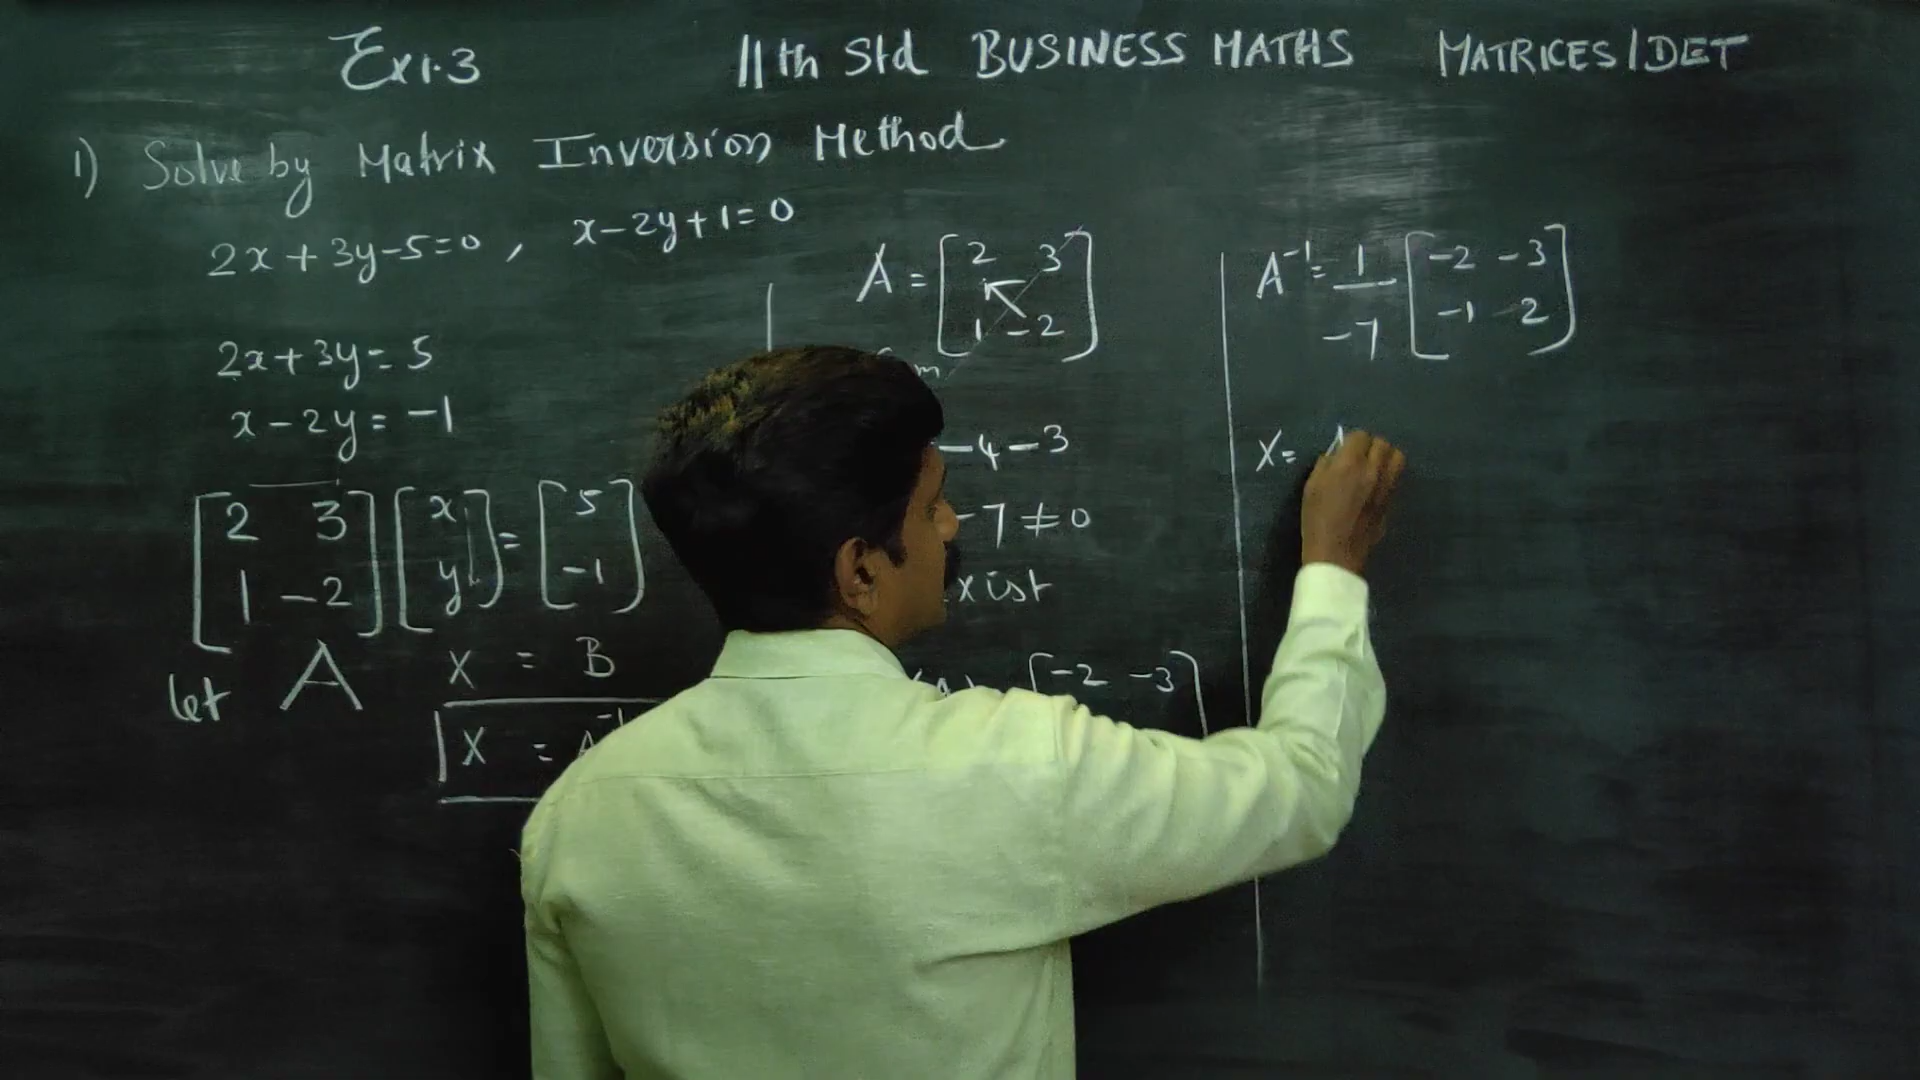 Ex1.3 11th Std BUSINESS MATHS MATRICES/DET
1) Solve by Matrix Inversion Method
2x+3y-5=0, x-2y+1=0
2x+3y=5
x-2y=-1
[2 3] [x] = [5]
[1 -2] [y] [-1]
let A X = B
X = A⁻¹
A = [2 3]
[1 -2]
-4-3
-7≠0
[-2 -3]
A⁻¹ = 1/-7 [-2 -3]
[-1 2]
X=